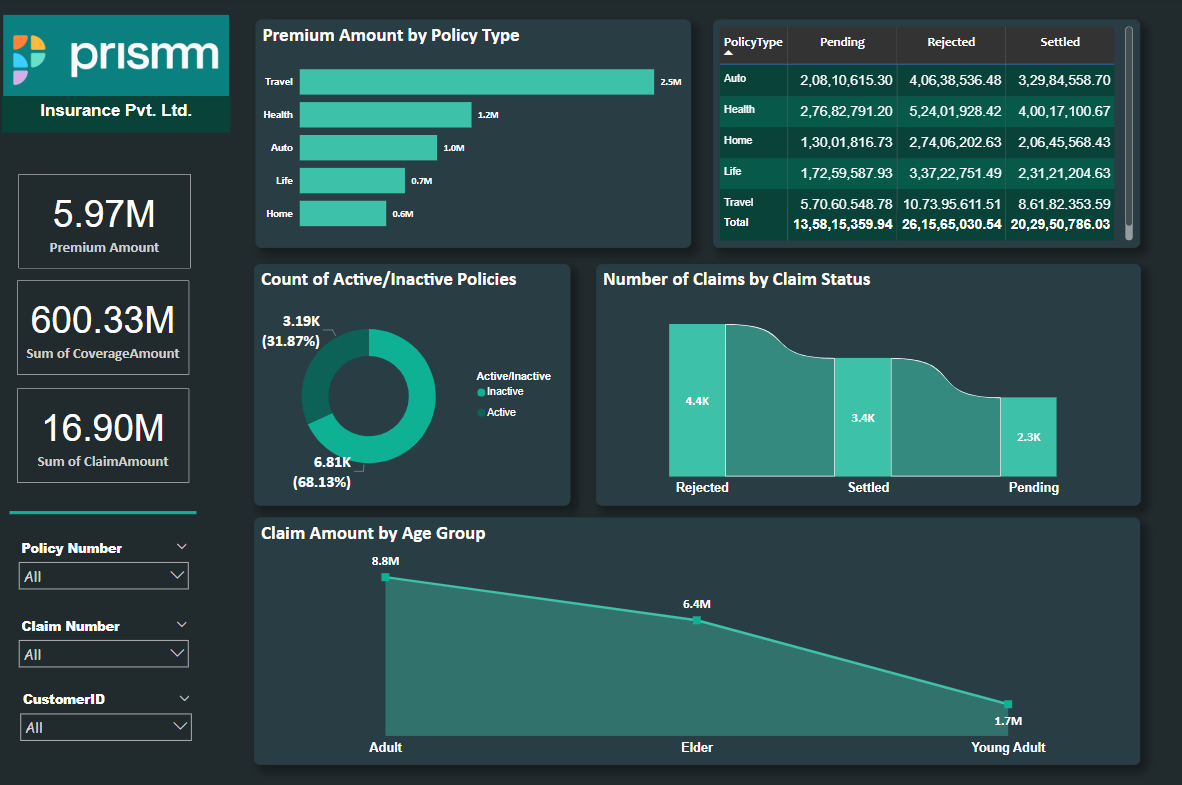 prismm
Insurance Pvt. Ltd.
5.97M
Premium Amount
600.33M
Sum of CoverageAmount
16.90M
Sum of ClaimAmount
Policy Number
All
Claim Number
All
CustomerID
All
Premium Amount by Policy Type
Travel 2.5M
Health 1.2M
Auto 1.0M
Life 0.7M
Home 0.6M
PolicyType Pending Rejected Settled
Auto 2,08,10,615.30 4,06,38,536.48 3,29,84,558.70
Health 2,76,82,791.20 5,24,01,928.42 4,00,17,100.67
Home 1,30,01,816.73 2,74,06,202.63 2,06,45,568.43
Life 1,72,59,587.93 3,37,22,751.49 2,31,21,204.63
Travel 5,70,60,548.78 10,73,95,611.51 8,61,82,353.59
Total 13,58,15,359.94 26,15,65,030.54 20,29,50,786.03
Count of Active/Inactive Policies
3.19K
(31.87%)
6.81K
(68.13%)
Active/Inactive
Inactive
Active
Number of Claims by Claim Status
4.4K
3.4K
2.3K
Rejected Settled Pending
Claim Amount by Age Group
8.8M
6.4M
1.7M
Adult Elder Young Adult